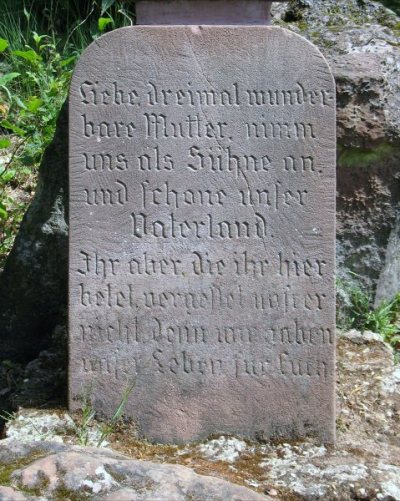 Liebe, dreimal wunder-
bare Mutter, nimm
uns als Sühne an,
und schone unser
Vaterland.
Ihr aber, die ihr hier
betet, vergesset unserer
nicht, denn wir gaben
unser Leben für Euch.